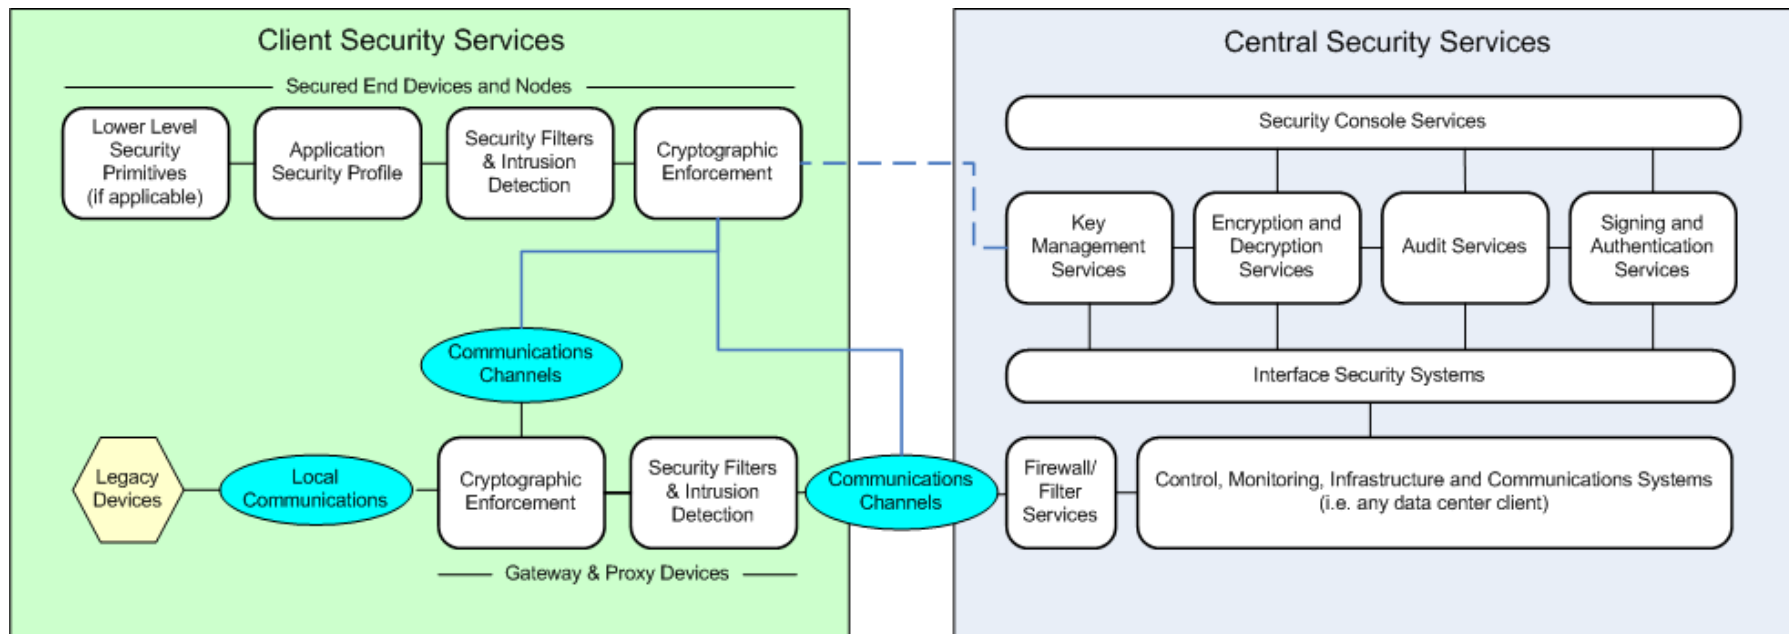 Client Security Services
Secured End Devices and Nodes
Lower Level
Security
Primitives
(if applicable)
Application
Security Profile
Security Filters
& Intrusion
Detection
Cryptographic
Enforcement
Communications
Channels
Legacy
Devices
Local
Communications
Cryptographic
Enforcement
Security Filters
& Intrusion
Detection
Gateway & Proxy Devices
Communications
Channels
Central Security Services
Security Console Services
Key
Management
Services
Encryption and
Decryption
Services
Audit Services
Signing and
Authentication
Services
Interface Security Systems
Firewall/
Filter
Services
Control, Monitoring, Infrastructure and Communications Systems
(i.e. any data center client)